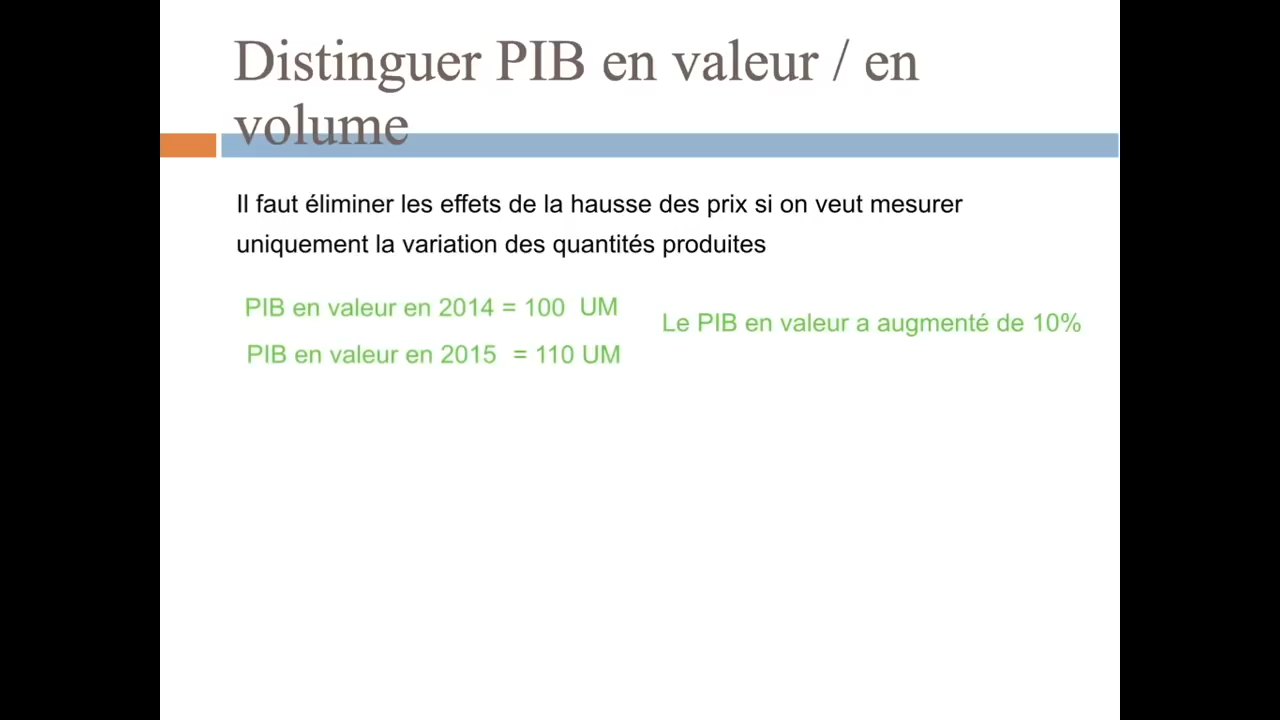 Distinguer PIB en valeur / en
volume
Il faut éliminer les effets de la hausse des prix si on veut mesurer
uniquement la variation des quantités produites
PIB en valeur en 2014 = 100 UM
Le PIB en valeur a augmenté de 10%
PIB en valeur en 2015 = 110 UM